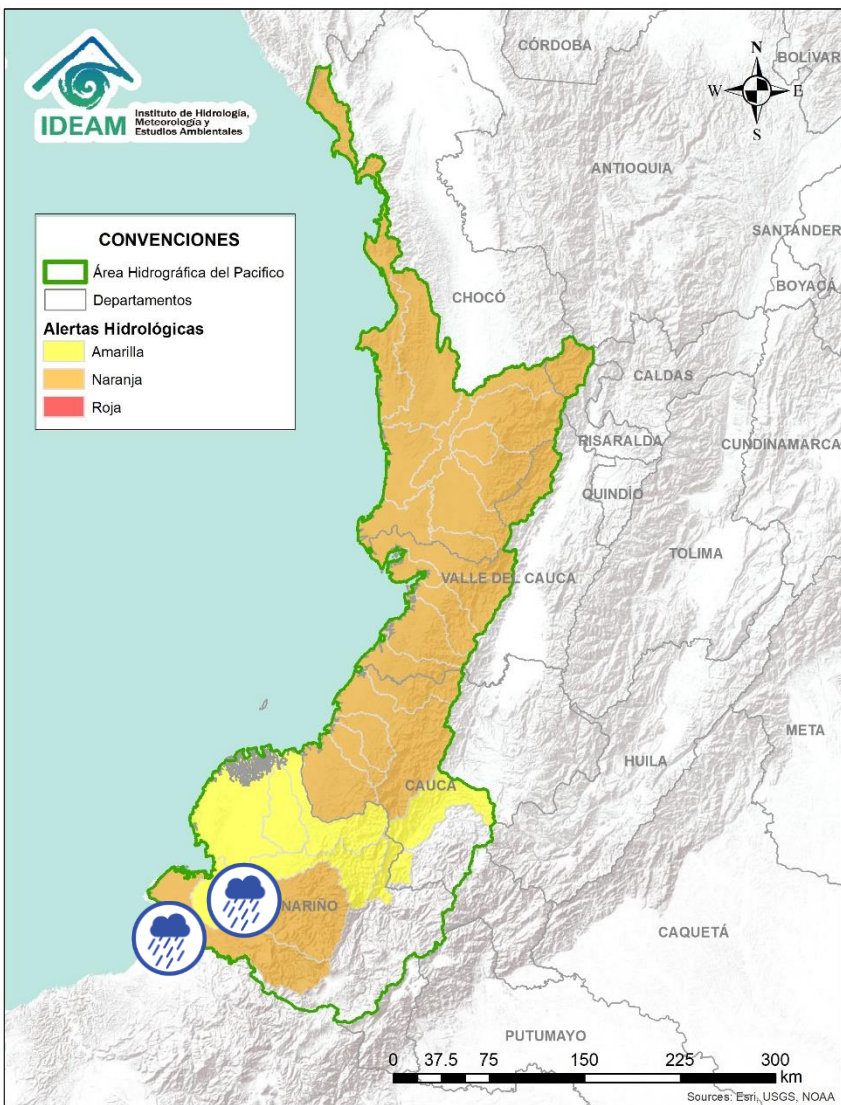 IDEAM
Instituto de Hidrología,
Meteorología y
Estudios Ambientales
N
W
E
S
CÓRDOBA
BOLÍVAR
ANTIOQUIA
SANTANDER
BOYACÁ
CONVENCIONES
Área Hidrográfica del Pacifico
Departamentos
Alertas Hidrológicas
Amarilla
Naranja
Roja
CHOCÓ
CALDAS
RISARALDA
CUNDINAMARCA
QUINDÍO
TOLIMA
VALLE DEL CAUCA
META
HUILA
CAUCA
NARIÑO
CAQUETÁ
PUTUMAYO
0 37.5 75 150 225 300
km
Sources: Esri, USGS, NOAA